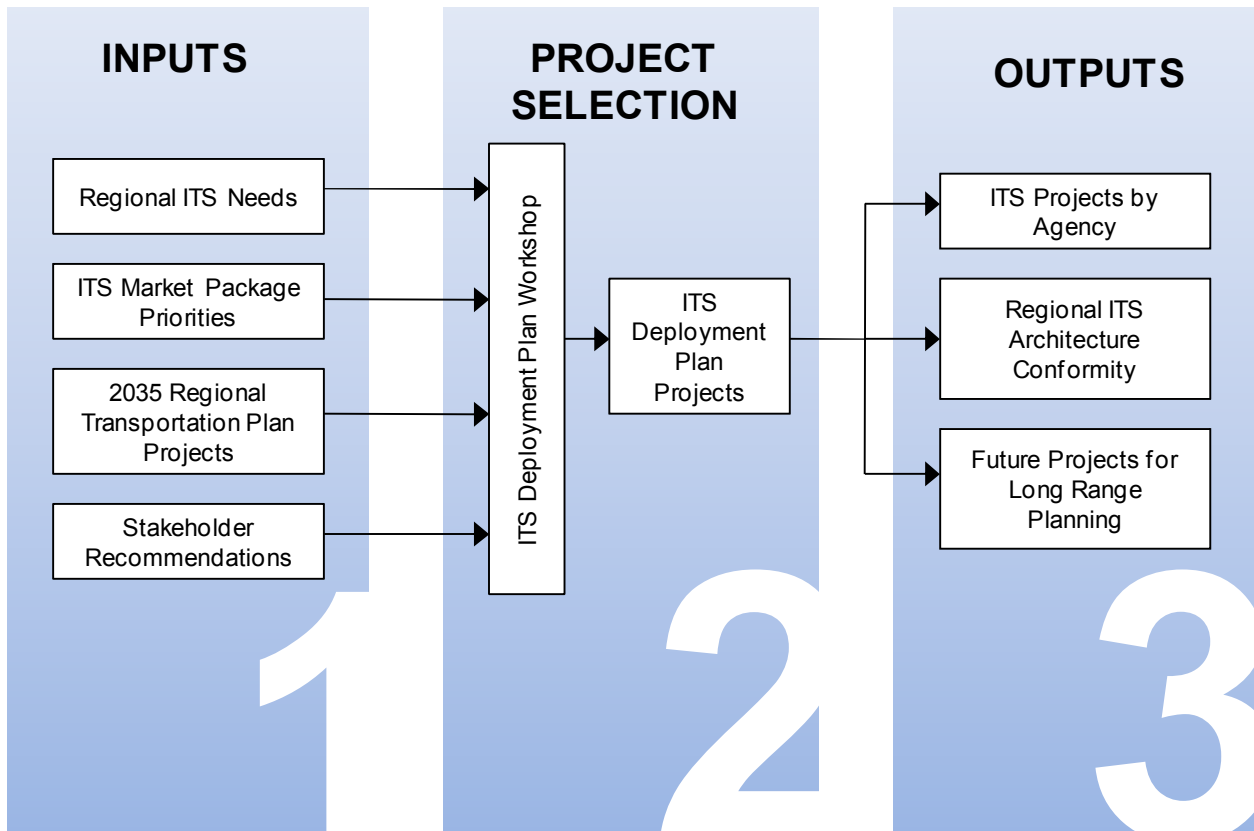 INPUTS
Regional ITS Needs
ITS Market Package
Priorities
2035 Regional
Transportation Plan
Projects
Stakeholder
Recommendations
1
PROJECT
SELECTION
ITS Deployment Plan Workshop
ITS
Deployment
Plan
Projects
2
OUTPUTS
ITS Projects by
Agency
Regional ITS
Architecture
Conformity
Future Projects for
Long Range
Planning
3